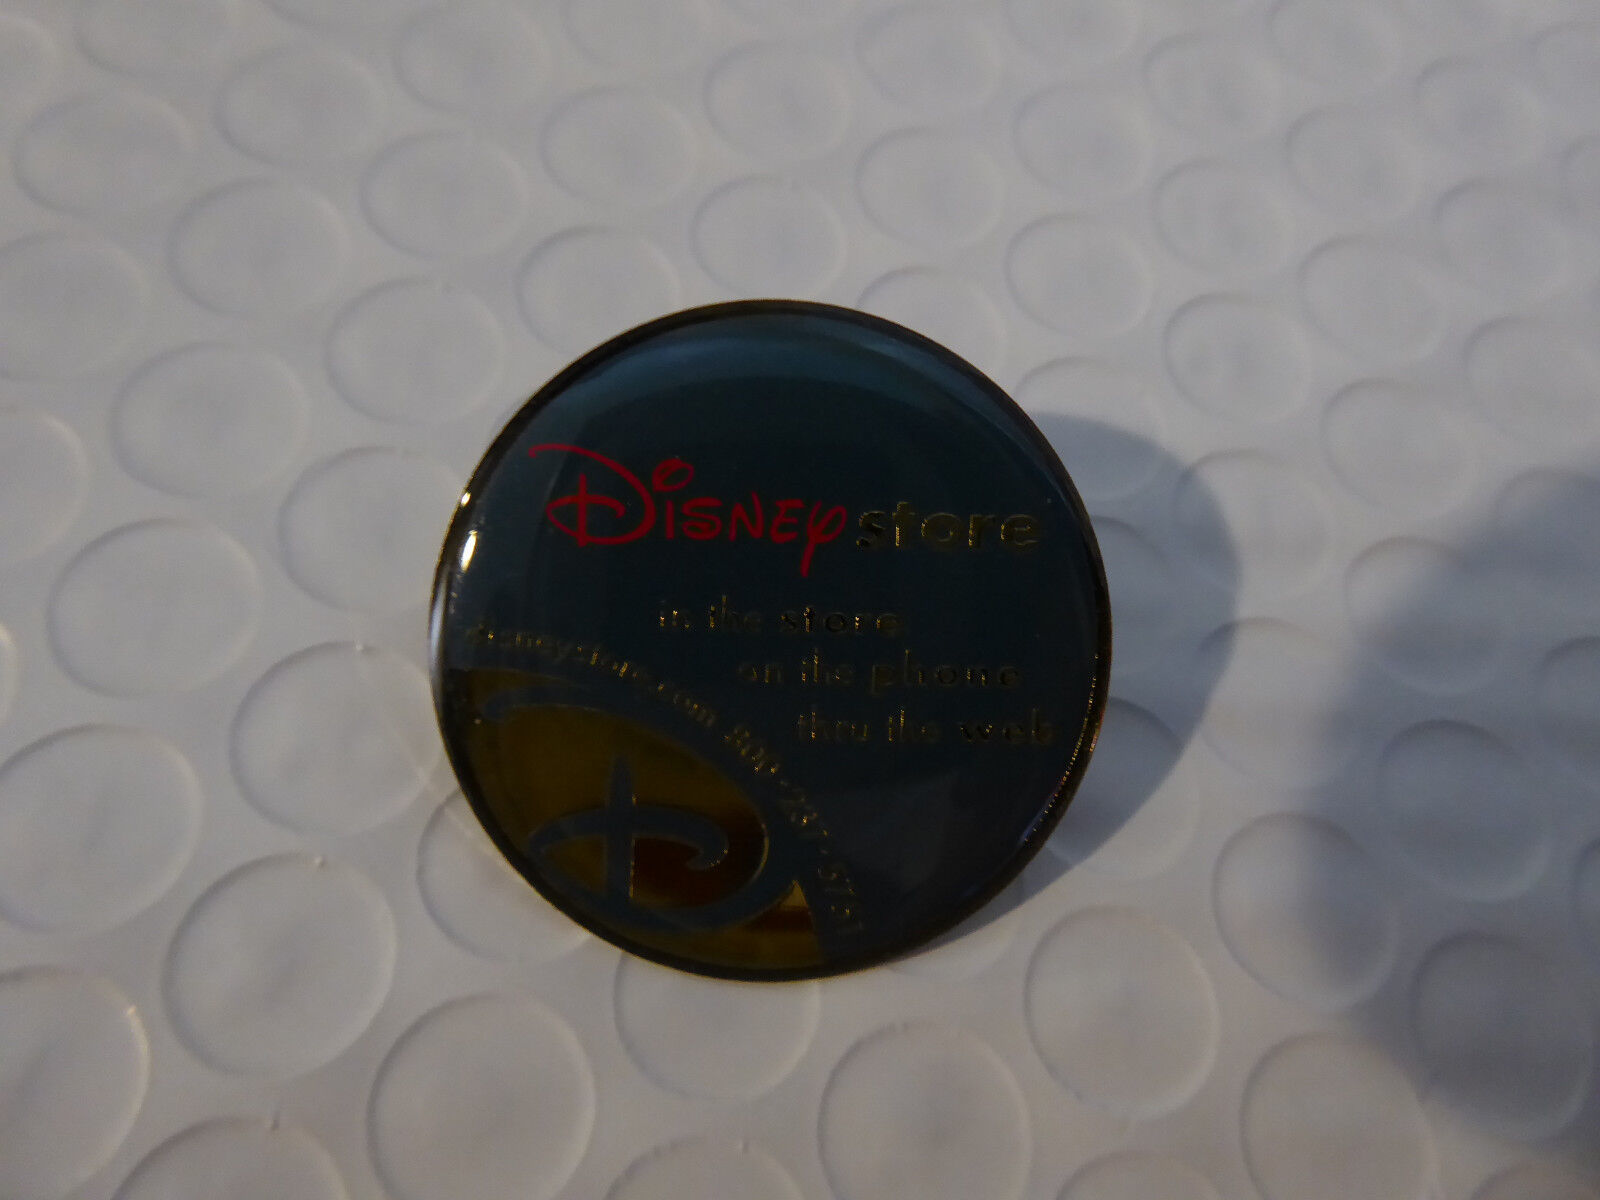 Disney store
in the store
on the phone
thru the web
disneystore.com 800-237-5751
D